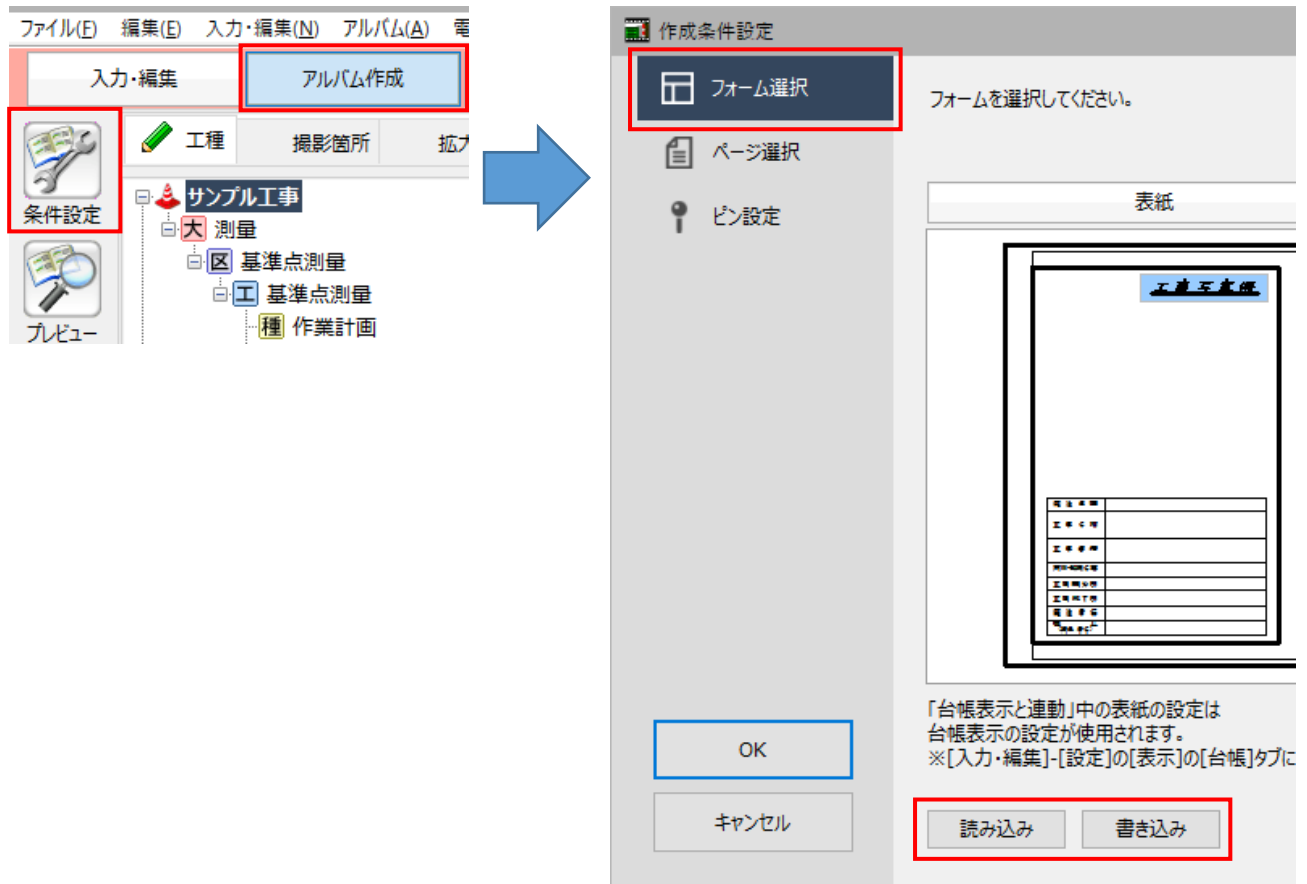 ファイル(F) 編集(E) 入力・編集(N) アルバム(A) 電
入力・編集 アルバム作成
工種 撮影箇所 拡大
条件設定
プレビュー
サンプル工事
大 測量
区 基準点測量
工 基準点測量
種 作業計画
作成条件設定
フォーム選択
ページ選択
ピン設定
フォームを選択してください。
表紙
工事写真帳
「台帳表示と連動」中の表紙の設定は
台帳表示の設定が使用されます。
※[入力・編集]-[設定]の[表示]の[台帳]タブに
OK
キャンセル
読み込み 書き込み